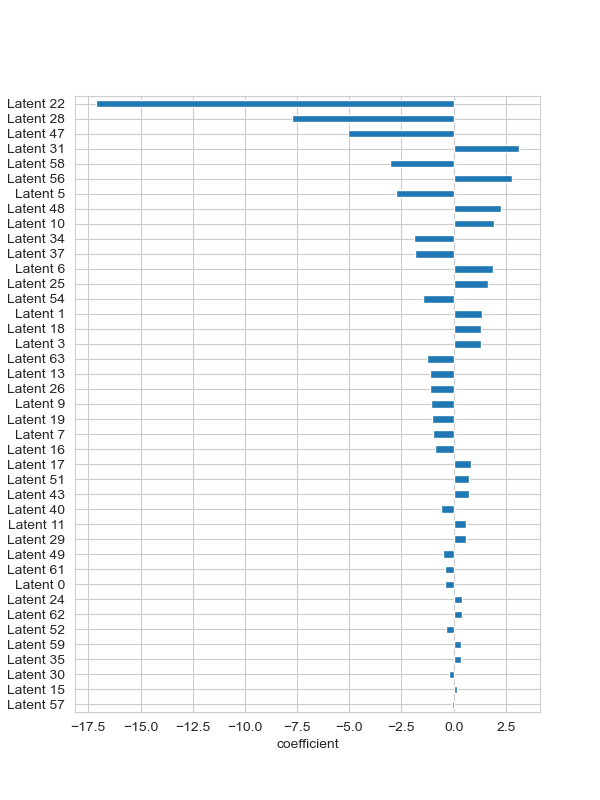 Latent 22
Latent 28
Latent 47
Latent 31
Latent 58
Latent 56
Latent 5
Latent 48
Latent 10
Latent 34
Latent 37
Latent 6
Latent 25
Latent 54
Latent 1
Latent 18
Latent 3
Latent 63
Latent 13
Latent 26
Latent 9
Latent 19
Latent 7
Latent 16
Latent 17
Latent 51
Latent 43
Latent 40
Latent 11
Latent 29
Latent 49
Latent 61
Latent 0
Latent 24
Latent 62
Latent 52
Latent 59
Latent 35
Latent 30
Latent 15
Latent 57
−17.5 −15.0 −12.5 −10.0 −7.5 −5.0 −2.5 0.0 2.5
coefficient